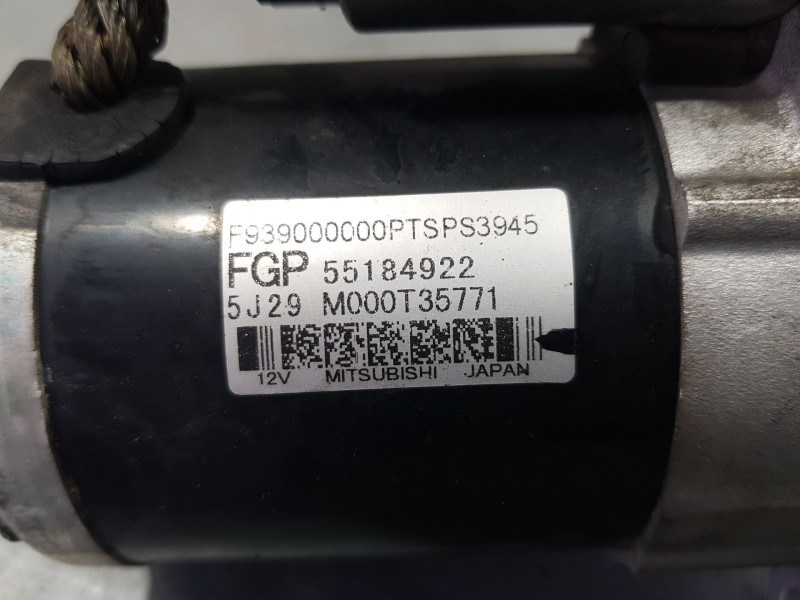 F939000000PTSPS3945
FGP 55184922
5J29 M000T35771
12V MITSUBISHI JAPAN